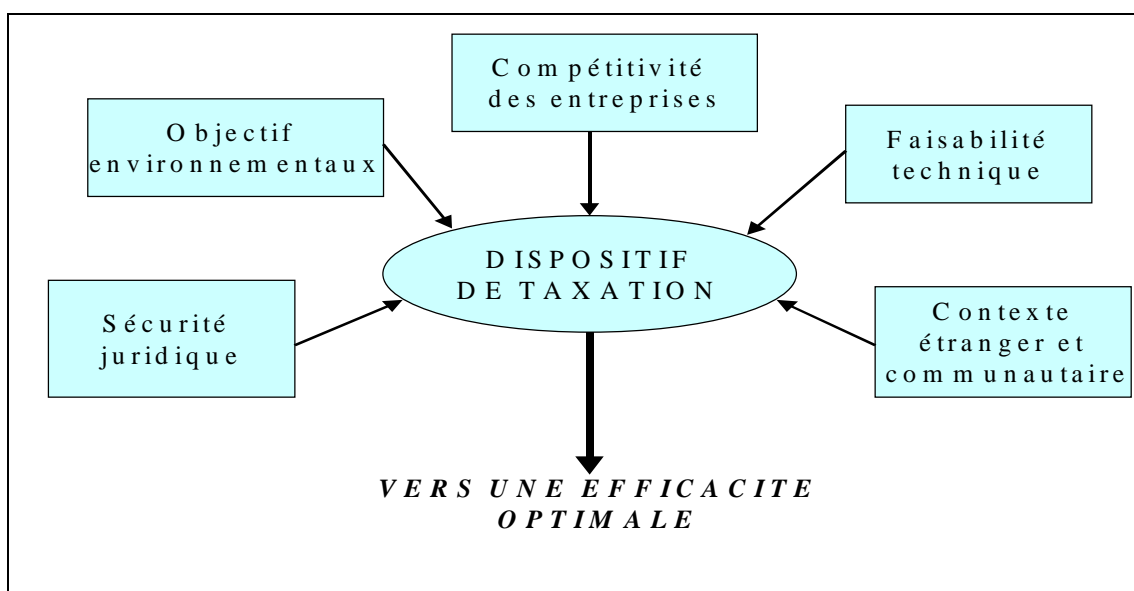 Compétitivité
des entreprises
Objectif
environnementaux
Faisabilité
technique
DISPOSITIF
DE TAXATION
Sécurité
juridique
Contexte
étranger et
communautaire
VERS UNE EFFICACITE
OPTIMALE